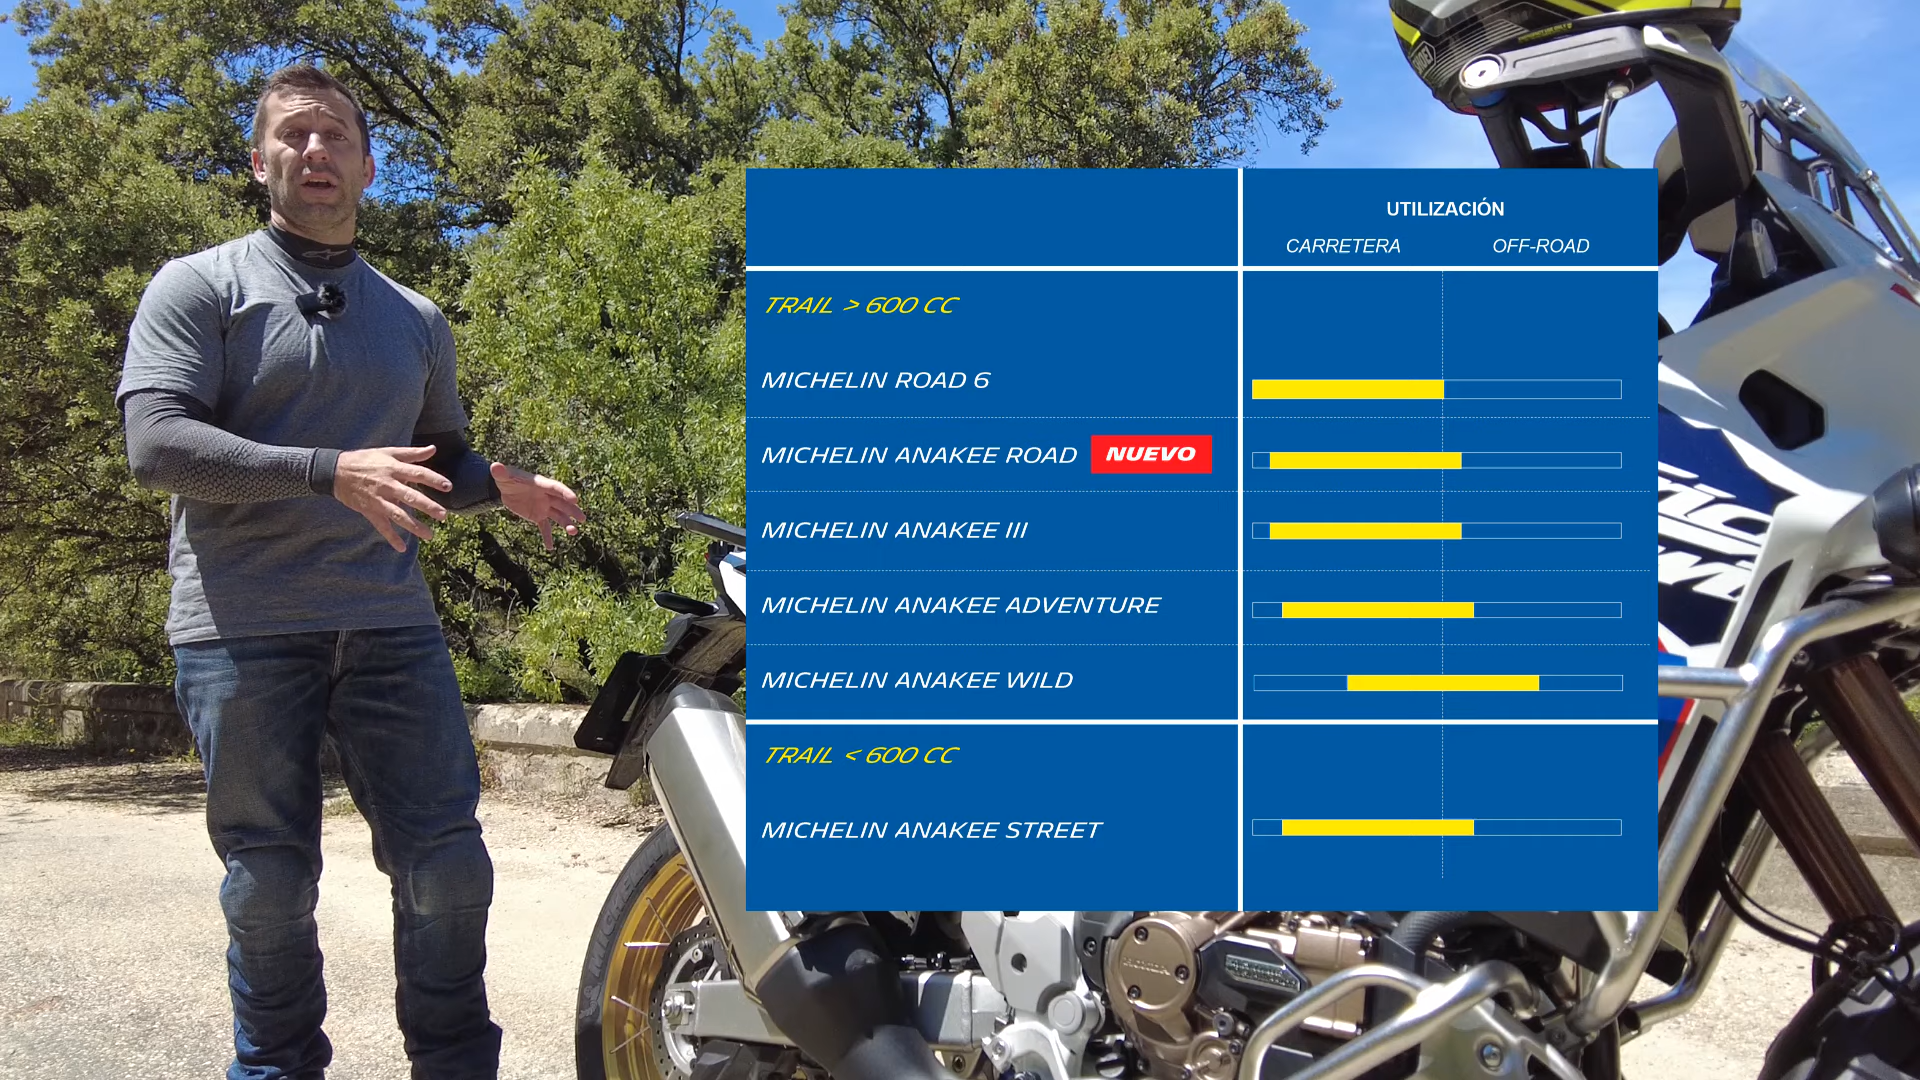 UTILIZACIÓN
CARRETERA OFF-ROAD
TRAIL > 600 CC
MICHELIN ROAD 6
MICHELIN ANAKEE ROAD NUEVO
MICHELIN ANAKEE III
MICHELIN ANAKEE ADVENTURE
MICHELIN ANAKEE WILD
TRAIL < 600 CC
MICHELIN ANAKEE STREET
HONDA